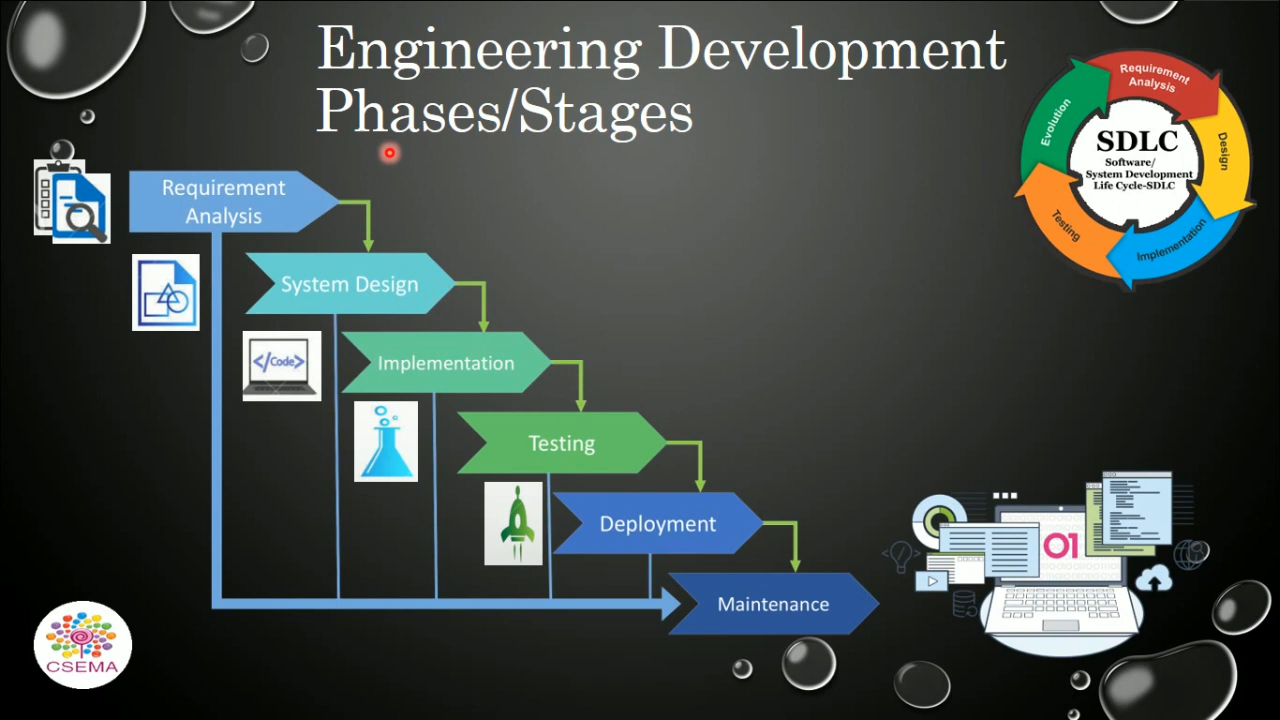 Engineering Development
Phases/Stages
Requirement
Analysis
System Design
</Code>
Implementation
Testing
Deployment
Maintenance
Requirement
Analysis
Design
Implementation
Testing
Evolution
SDLC
Software/
System Development
Life Cycle-SDLC
01
CSEMA